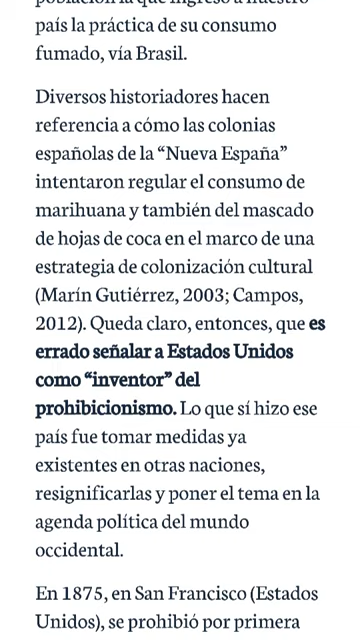 población la que ingresó a nuestro
país la práctica de su consumo
fumado, vía Brasil.
Diversos historiadores hacen
referencia a cómo las colonias
españolas de la “Nueva España”
intentaron regular el consumo de
marihuana y también del mascado
de hojas de coca en el marco de una
estrategia de colonización cultural
(Marín Gutiérrez, 2003; Campos,
2012). Queda claro, entonces, que es
errado señalar a Estados Unidos
como “inventor” del
prohibicionismo. Lo que sí hizo ese
país fue tomar medidas ya
existentes en otras naciones,
resignificarlas y poner el tema en la
agenda política del mundo
occidental.
En 1875, en San Francisco (Estados
Unidos), se prohibió por primera